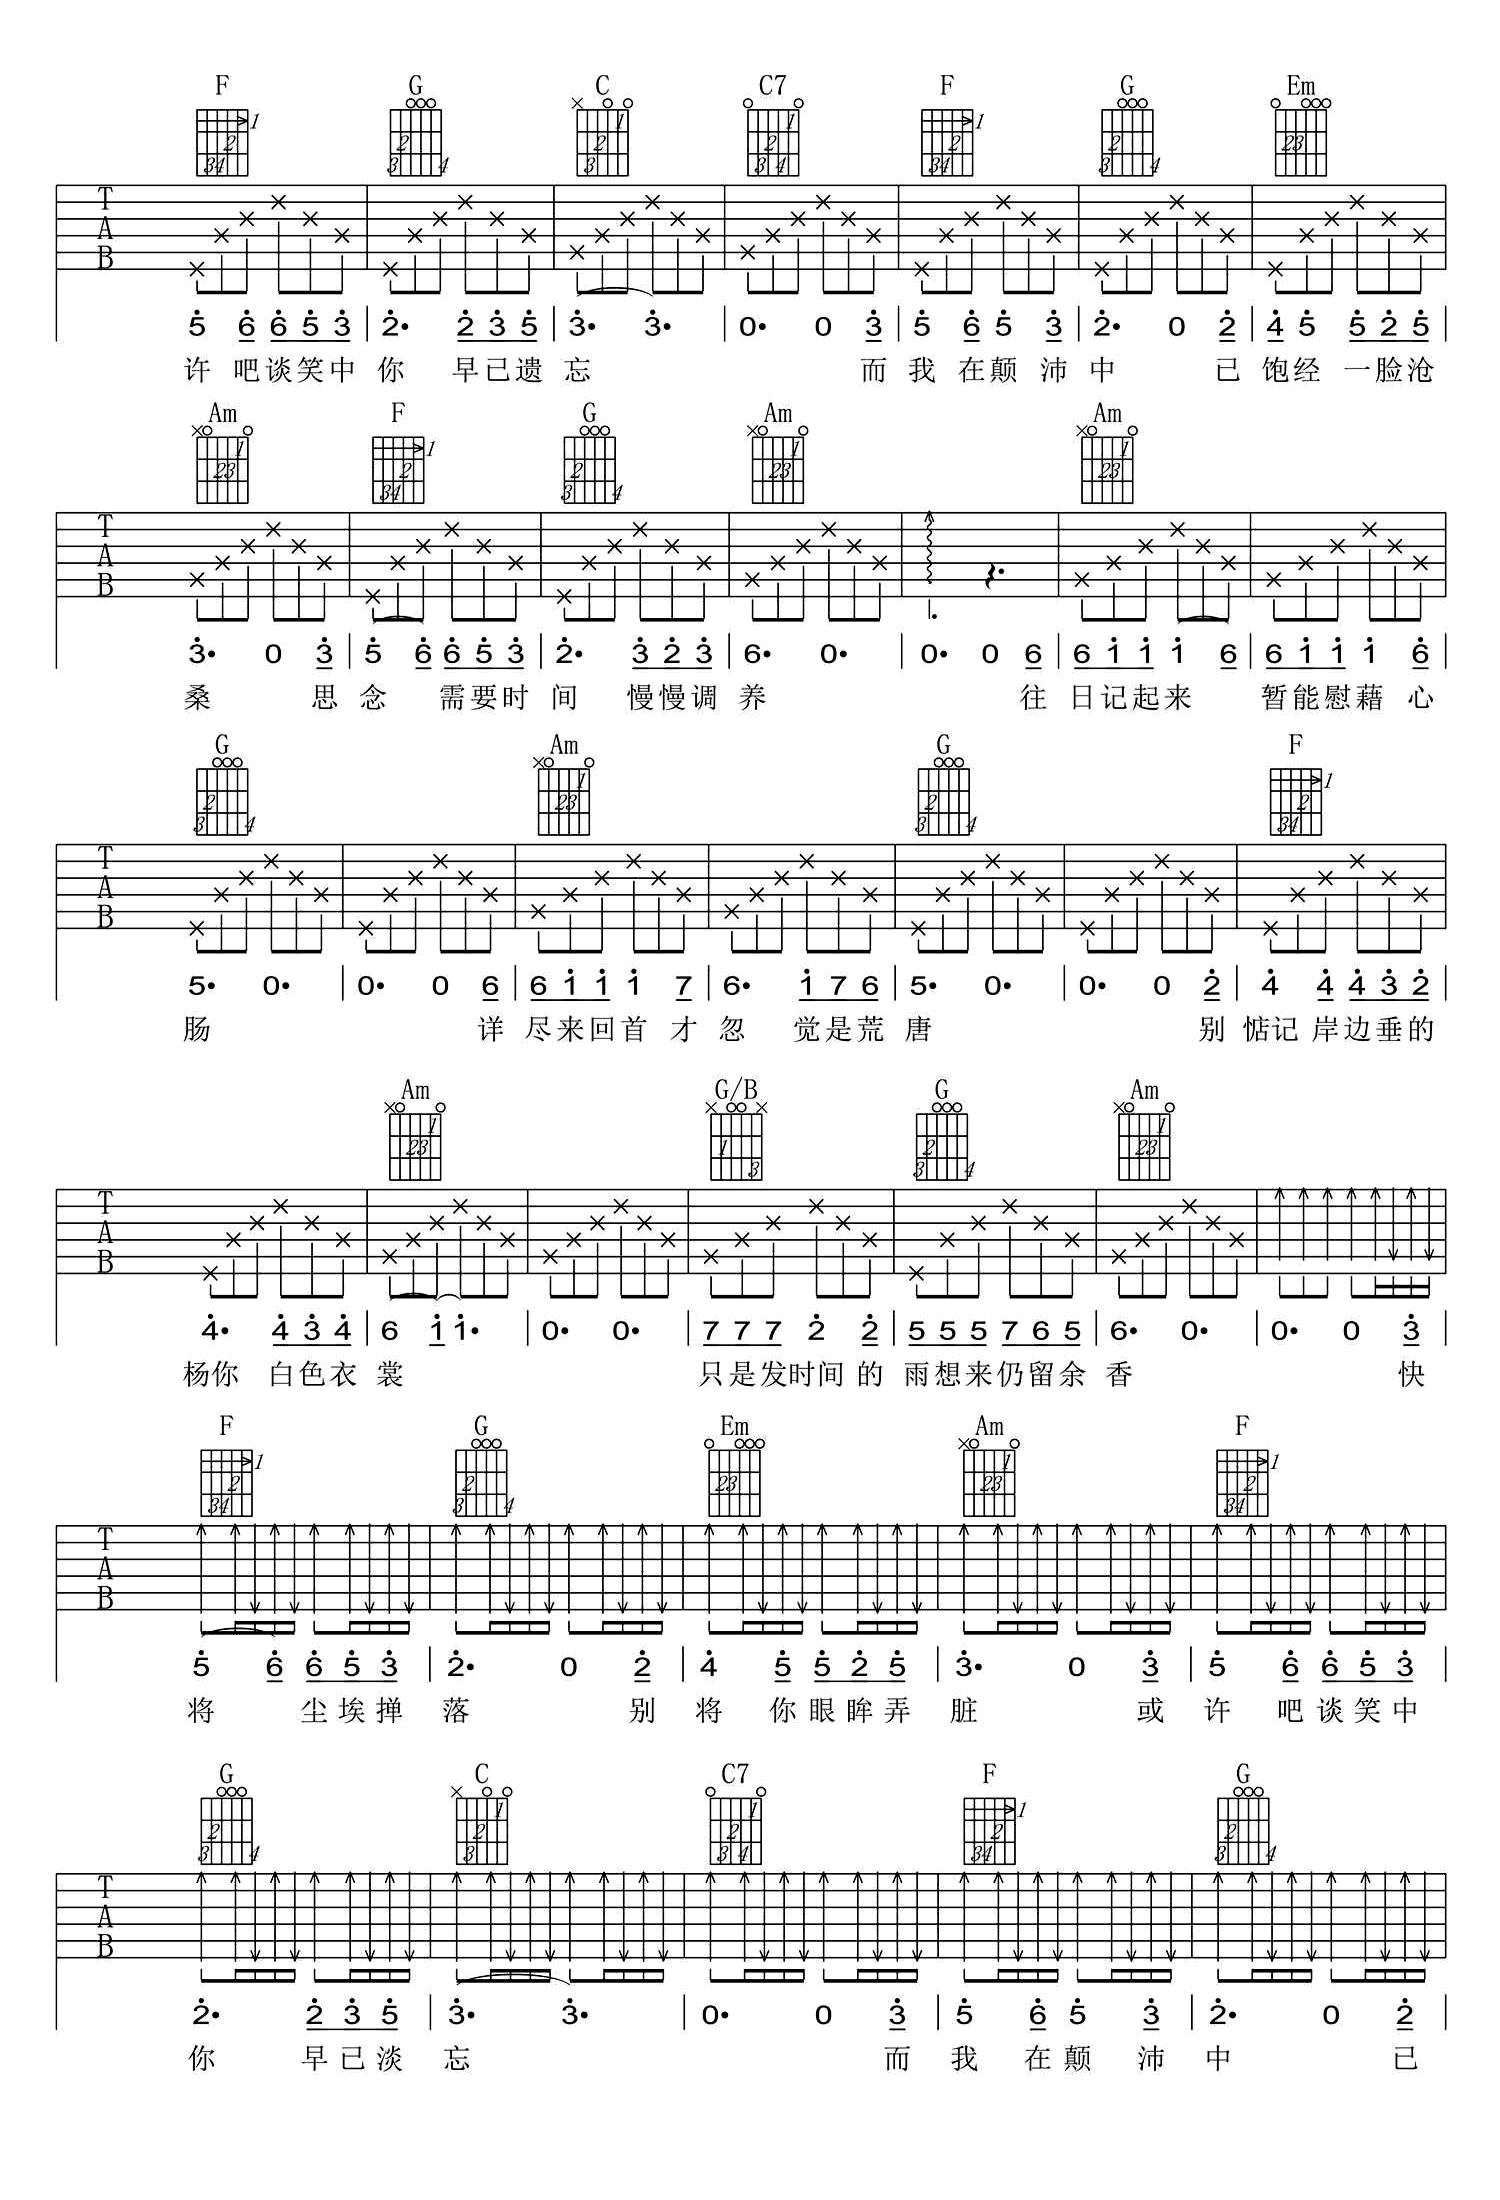 F G C C7 F G Em
T A B
5 6 6 5 3 2· 2 3 5 3· 3· 0· 0 3 5 6 5 3 2· 0 2 4 5 5 2 5
许 吧谈笑中 你 早已遗 忘 而 我 在颠 沛 中 已 饱经 一脸沧
Am F G Am Am
T A B
3· 0 3 5 6 6 5 3 2· 3 2 3 6· 0· 0· 0 6 6 1 1 1 6 6 1 1 1 6
桑 思 念 需要时 间 慢慢调 养 往 日记起来 暂能慰藉 心
G Am G F
T A B
5· 0· 0· 0 6 6 1 1 1 7 6· 1 7 6 5· 0· 0· 0 2 4 4 4 3 2
肠 详 尽来回首 才 忽 觉是荒 唐 别 惦记 岸边垂的
Am G/B G Am
T A B
4· 4 3 4 6 1 1· 0· 0· 7 7 7 2 2 5 5 5 7 6 5 6· 0· 0· 0 3
杨你 白色衣 裳 只是发时间 的 雨想来仍留余 香 快
F G Em Am F
T A B
5 6 6 5 3 2· 0 2 4 5 5 2 5 3· 0 3 5 6 6 5 3
将 尘埃掸 落 别 将 你眼眸弄 脏 或 许 吧谈笑中
G C C7 F G
T A B
2· 2 3 5 3· 3· 0· 0 3 5 6 5 3 2· 0 2
你 早已淡 忘 而 我 在颠 沛 中 已